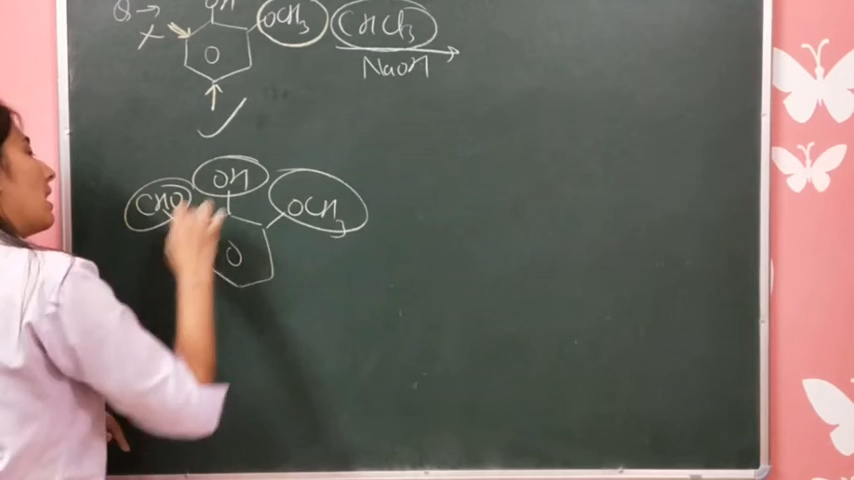 Q → OH OCH3 CHCl3
X O NaOH
✓
CHO OH OCH3
O